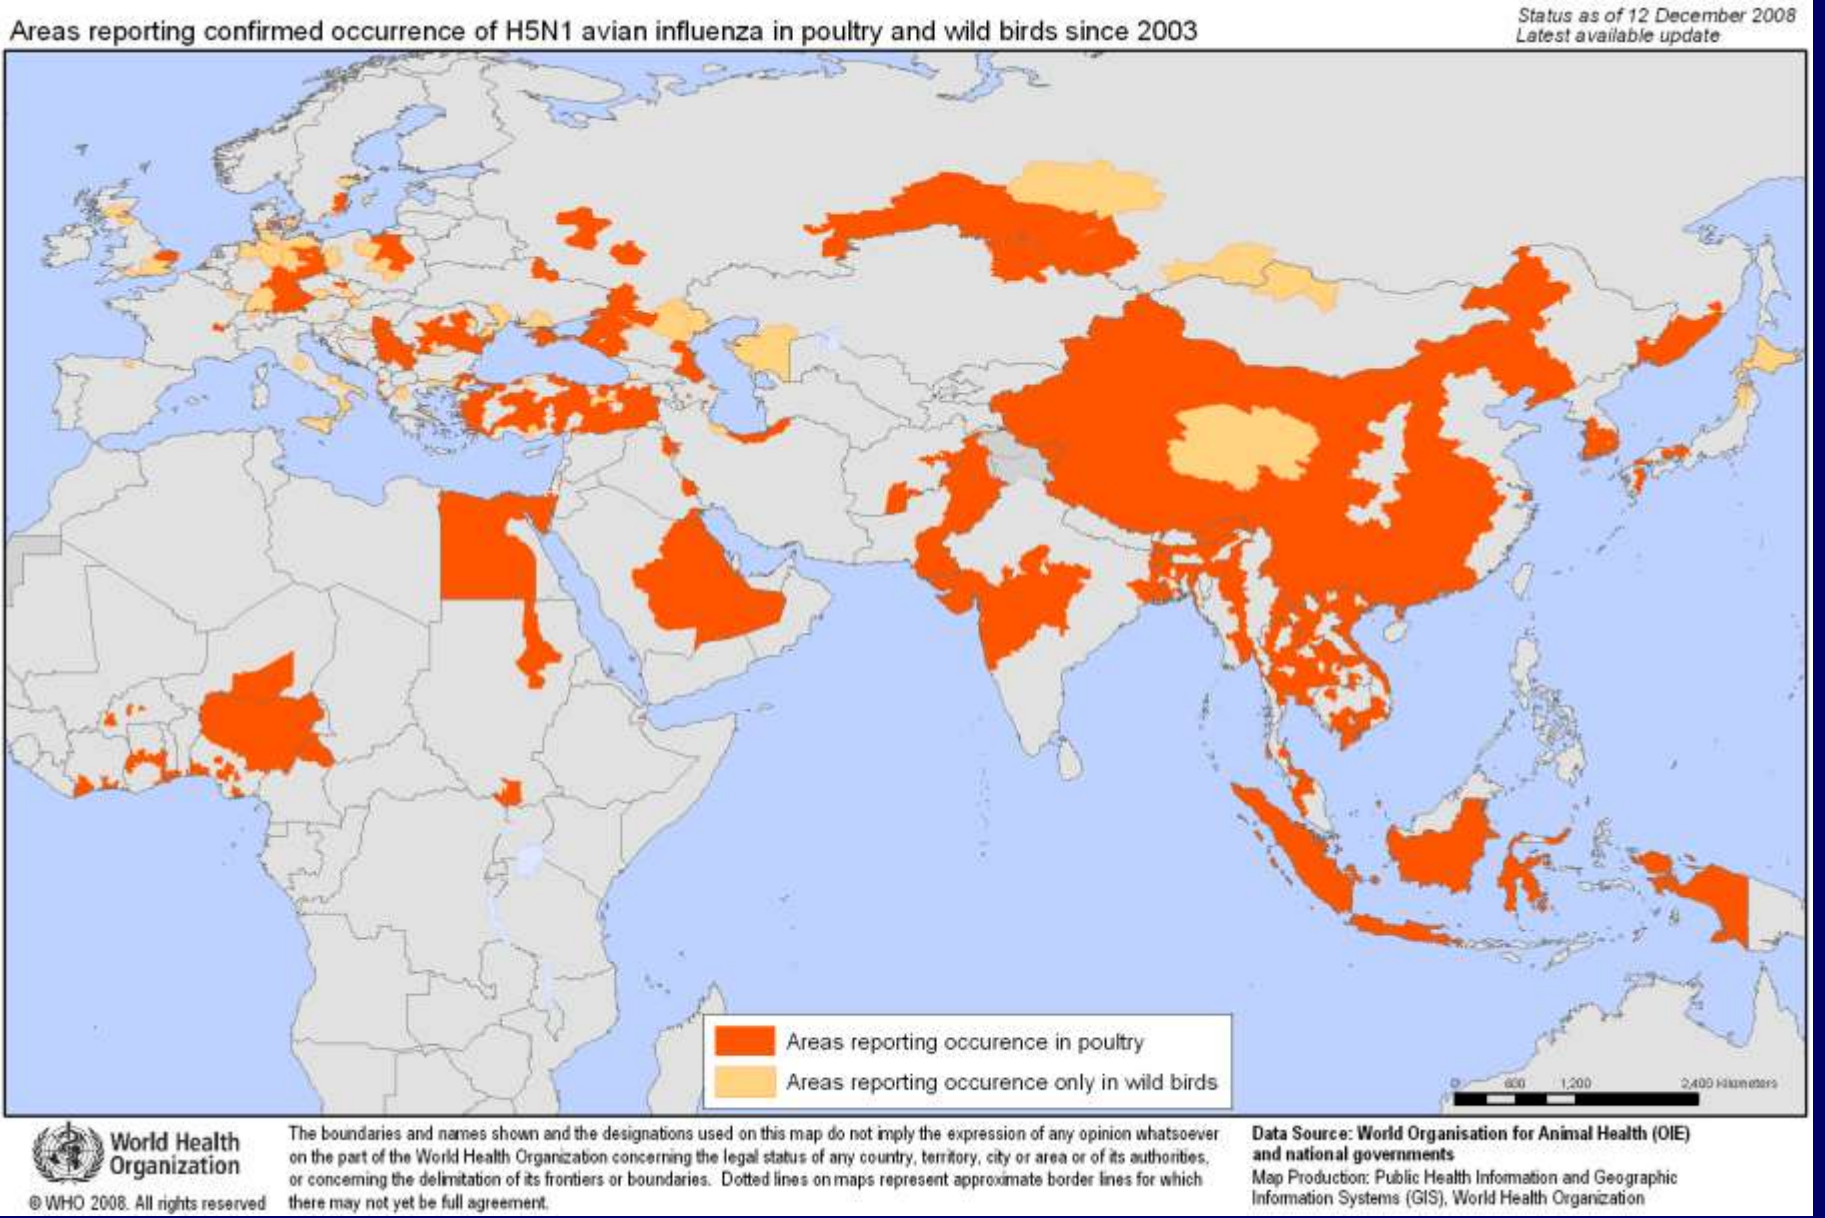 Status as of 12 December 2008
Areas reporting confirmed occurrence of H5N1 avian influenza in poultry and wild birds since 2003
Latest available update
Areas reporting occurence in poultry
Areas reporting occurence only in wild birds
0 600 1,200 2,400 Kilometers
World Health
Organization
© WHO 2008. All rights reserved
The boundaries and names shown and the designations used on this map do not imply the expression of any opinion whatsoever
on the part of the World Health Organization concerning the legal status of any country, territory, city or area or of its authorities,
or concerning the delimitation of its frontiers or boundaries. Dotted lines on maps represent approximate border lines for which
there may not yet be full agreement.
Data Source: World Organisation for Animal Health (OIE)
and national governments
Map Production: Public Health Information and Geographic
Information Systems (GIS), World Health Organization